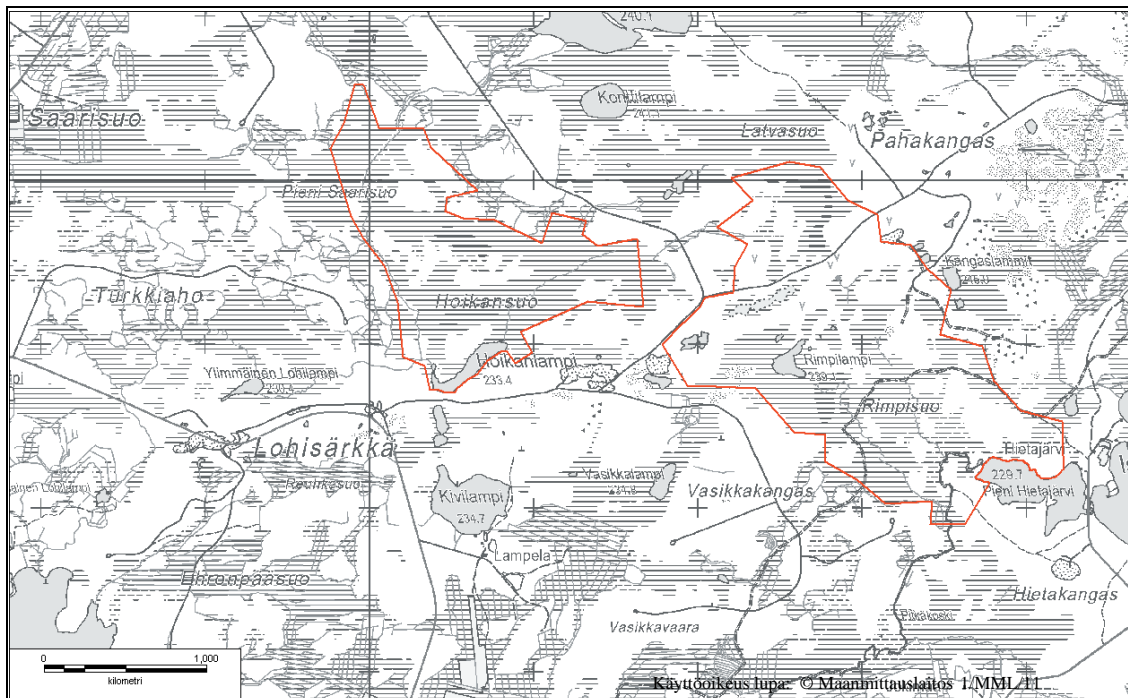 240.1
Konttilampi
Saarisuo
Latvasuo
Pahakangas
Pieni Saarisuo
Kangaslammit
Turkkiaho
Hoikansuo
Hoikanlampi
233.4
Rimpilampi
239.1
Ylimmäinen Lohilampi
Rimpisuo
Lohisärkkä
Hietajärvi
229.7
Pieni Hietajärvi
Vasikkalampi
Vasikkakangas
Kivilampi
234.7
Lampela
Hietakangas
Vasikkavaara
0
1,000
kilometri
Käyttöoikeus lupa: © Maanmittauslaitos 1/MML/11